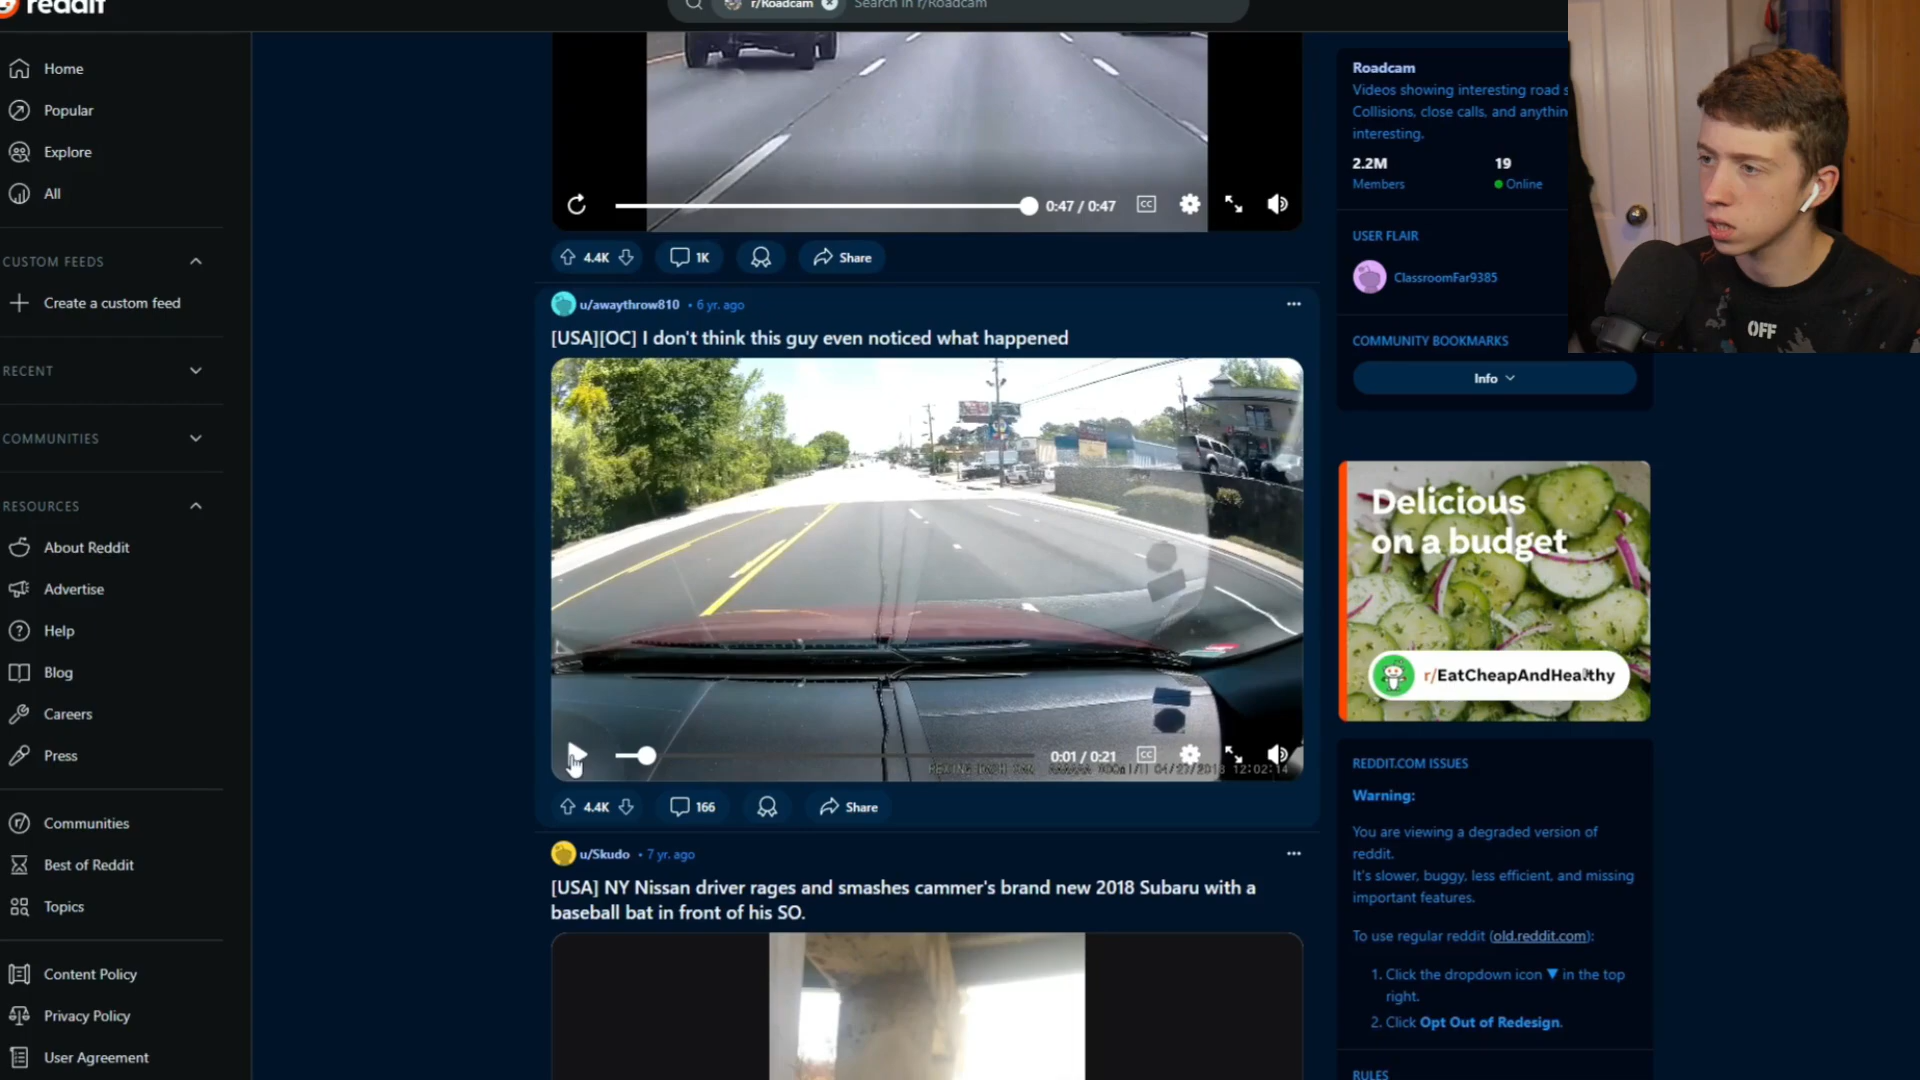 reddit
r/Roadcam
Search in r/Roadcam
Home
Popular
Explore
All
CUSTOM FEEDS
Create a custom feed
RECENT
COMMUNITIES
RESOURCES
About Reddit
Advertise
Help
Blog
Careers
Press
Communities
Best of Reddit
Topics
Content Policy
Privacy Policy
User Agreement
0:47 / 0:47
CC
4.4K
1K
Share
u/awaythrow810 • 6 yr. ago
[USA][OC] I don't think this guy even noticed what happened
0:01 / 0:21
CC
12:02:14
4.4K
166
Share
u/Skudo • 7 yr. ago
[USA] NY Nissan driver rages and smashes cammer's brand new 2018 Subaru with a
baseball bat in front of his SO.
Roadcam
Videos showing interesting road
Collisions, close calls, and
interesting.
2.2M
Members
19
Online
USER FLAIR
ClassroomFar9385
COMMUNITY BOOKMARKS
Info
OFF
Delicious
on a budget
r/EatCheapAndHealthy
REDDIT.COM ISSUES
Warning:
You are viewing a degraded version of
reddit.
It's slower, buggy, less efficient, and missing
important features.
To use regular reddit (old.reddit.com):
1. Click the dropdown icon ▼ in the top
right.
2. Click Opt Out of Redesign.
RULES